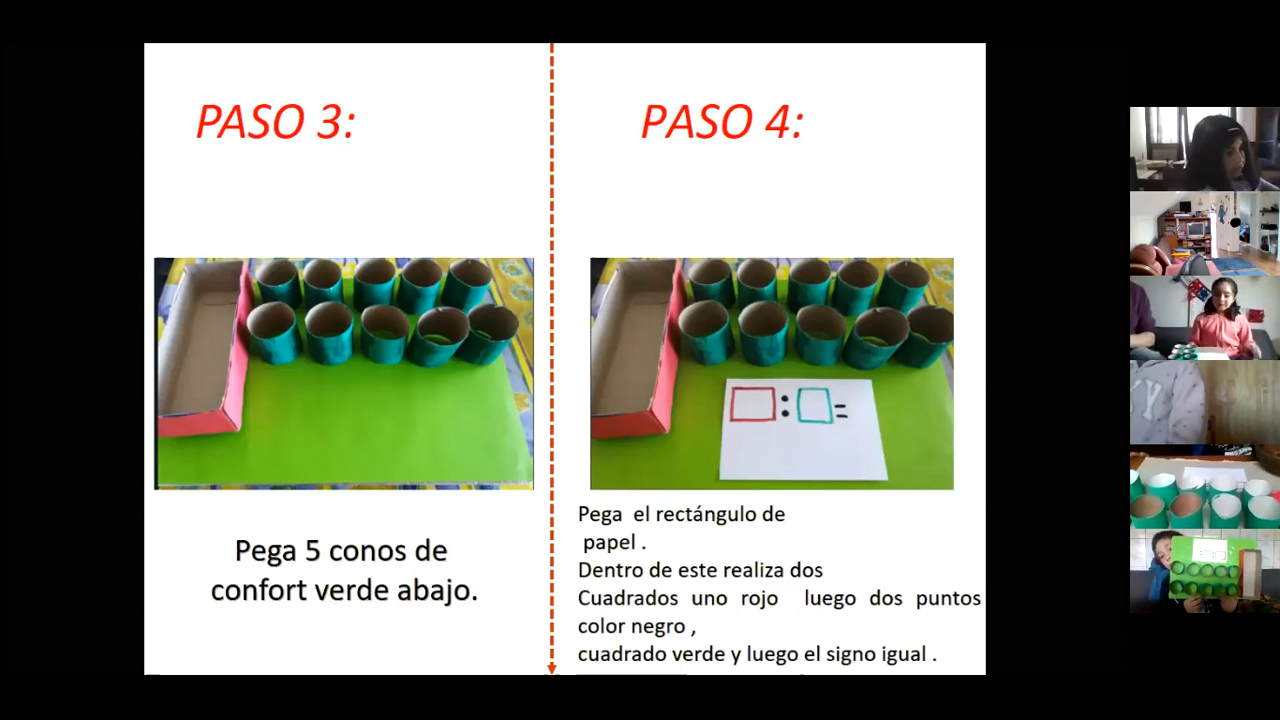 PASO 3:
Pega 5 conos de
confort verde abajo.
PASO 4:
: =
Pega el rectángulo de
papel .
Dentro de este realiza dos
Cuadrados uno rojo luego dos puntos
color negro ,
cuadrado verde y luego el signo igual .